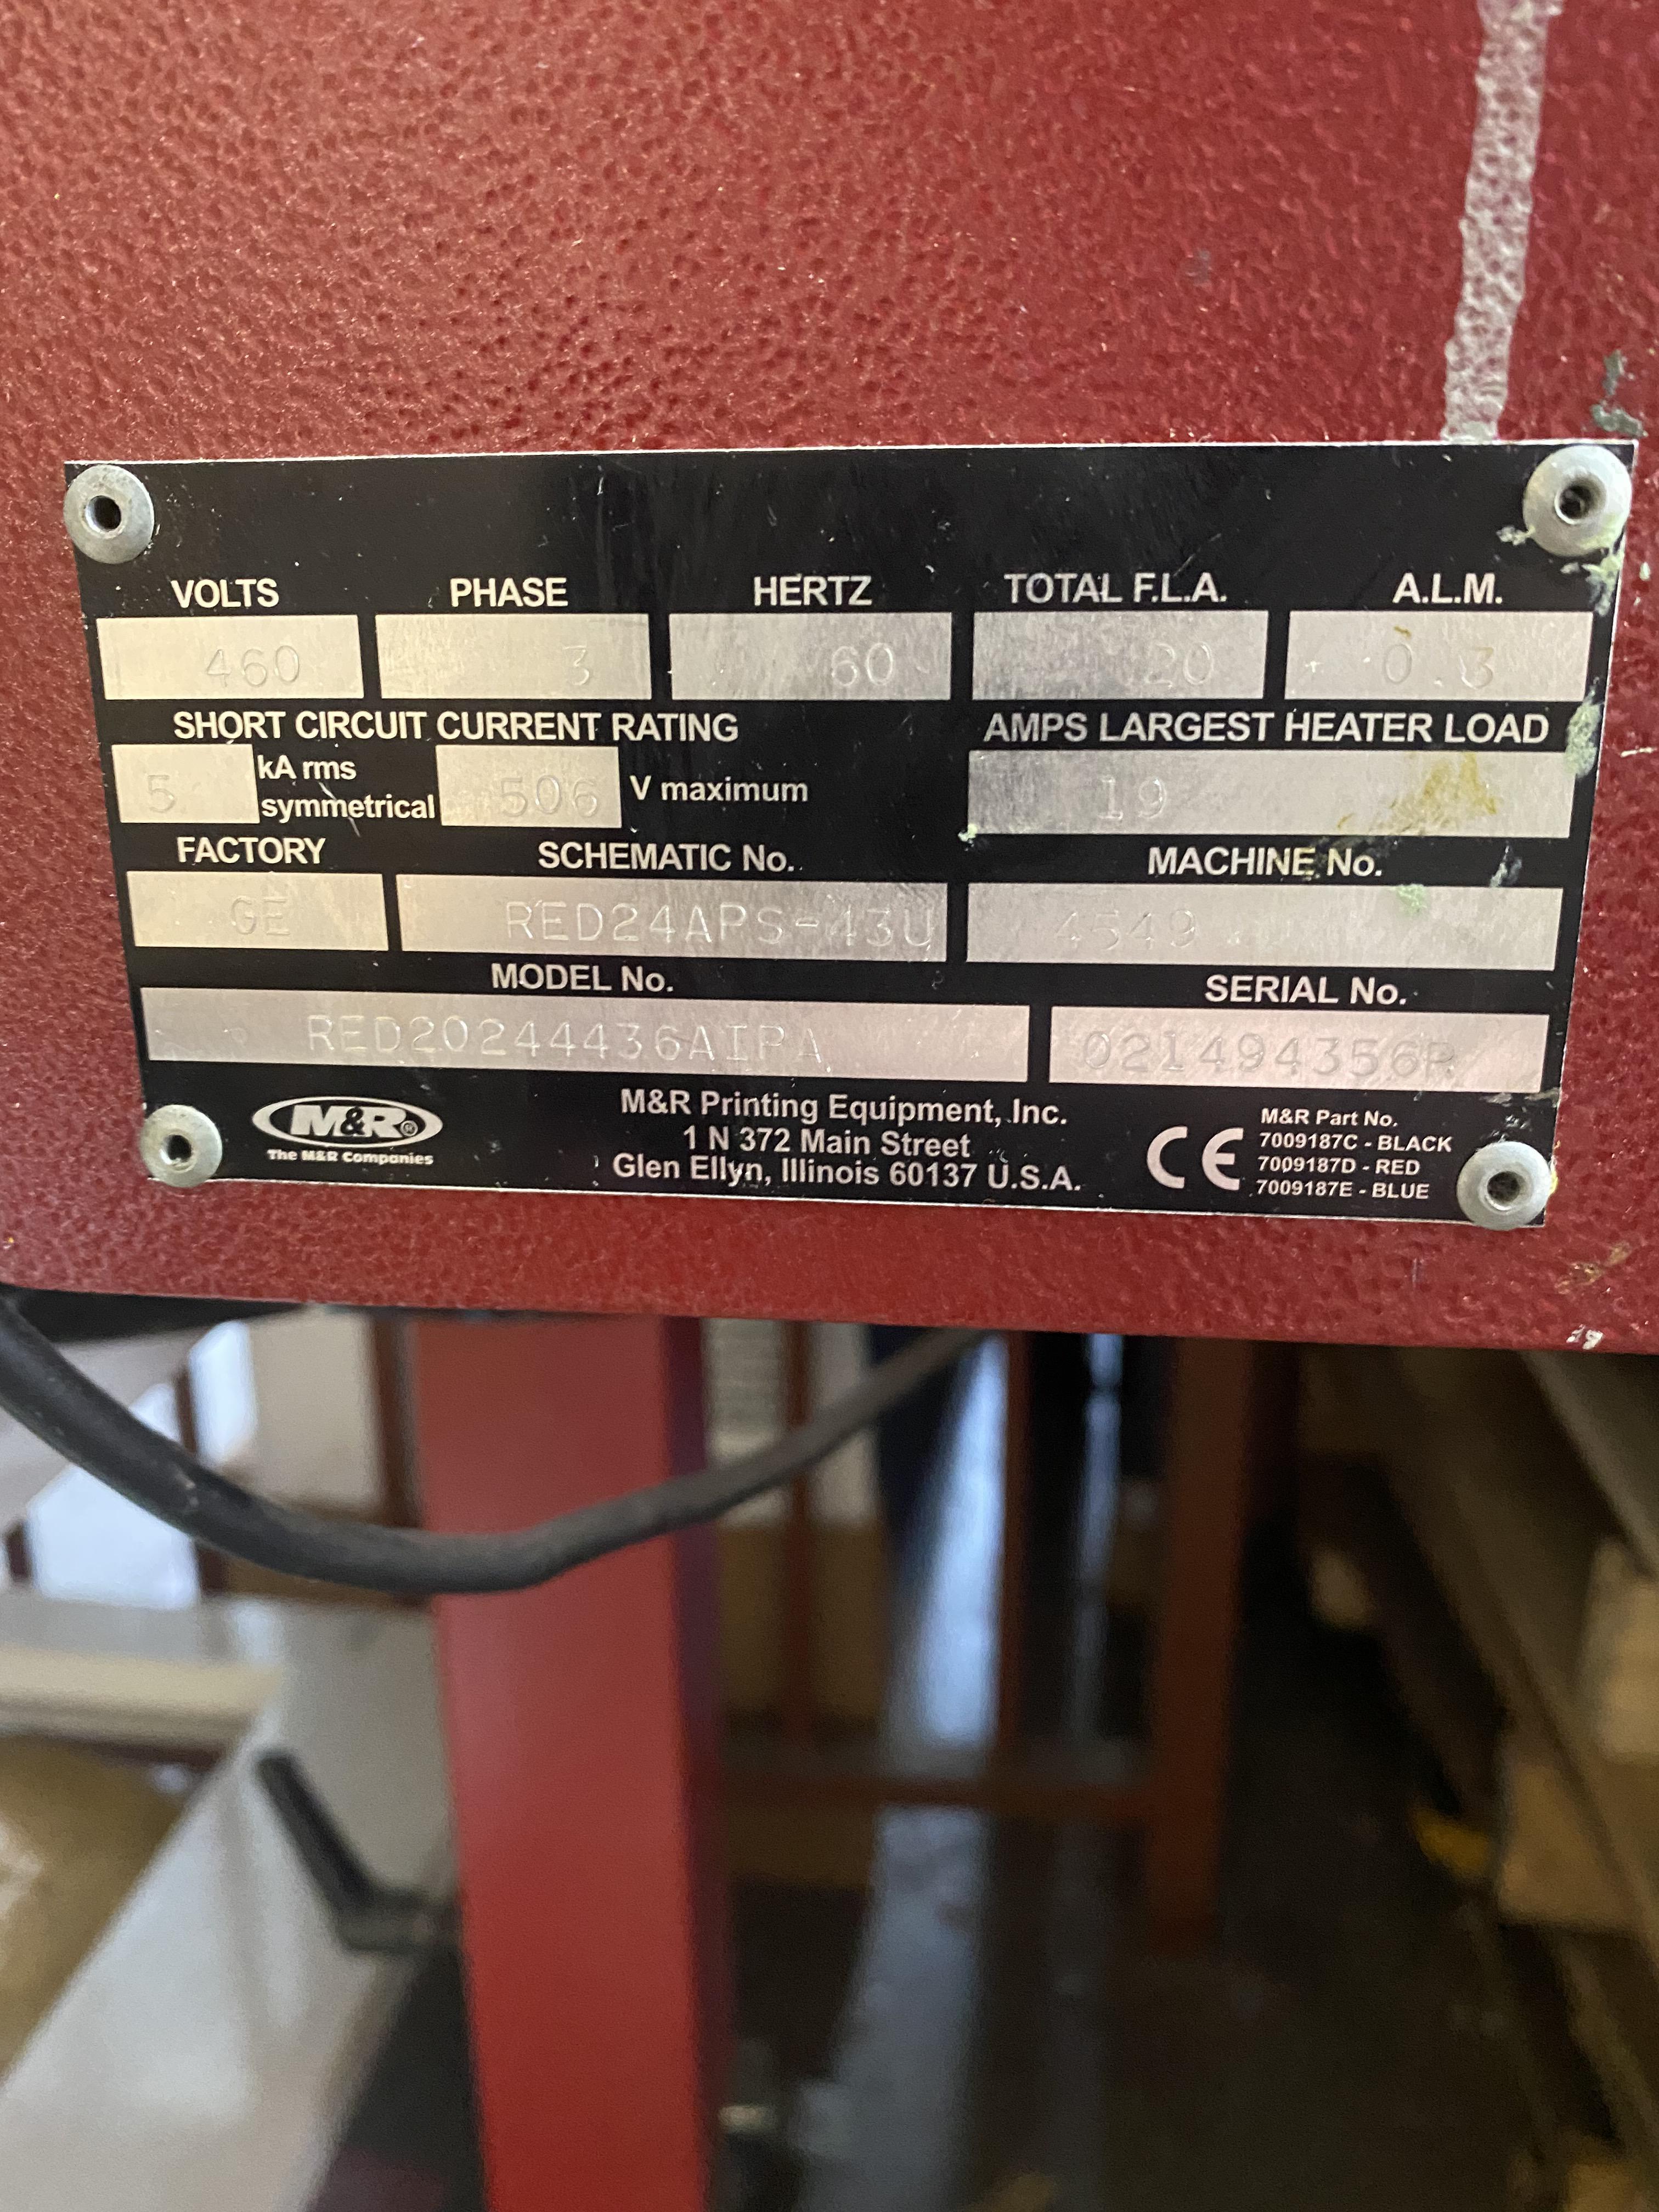 VOLTS PHASE HERTZ TOTAL F.L.A. A.L.M.
460 3 60 20 0.3
SHORT CIRCUIT CURRENT RATING AMPS LARGEST HEATER LOAD
5 kA rms symmetrical 506 V maximum 19
FACTORY SCHEMATIC No. MACHINE No.
GE RED24APS-43U 4549
MODEL No. SERIAL No.
RED20244436AIPA 021494356R
M&R®
The M&R Companies
M&R Printing Equipment, Inc.
1 N 372 Main Street
Glen Ellyn, Illinois 60137 U.S.A.
CE
M&R Part No.
7009187C - BLACK
7009187D - RED
7009187E - BLUE